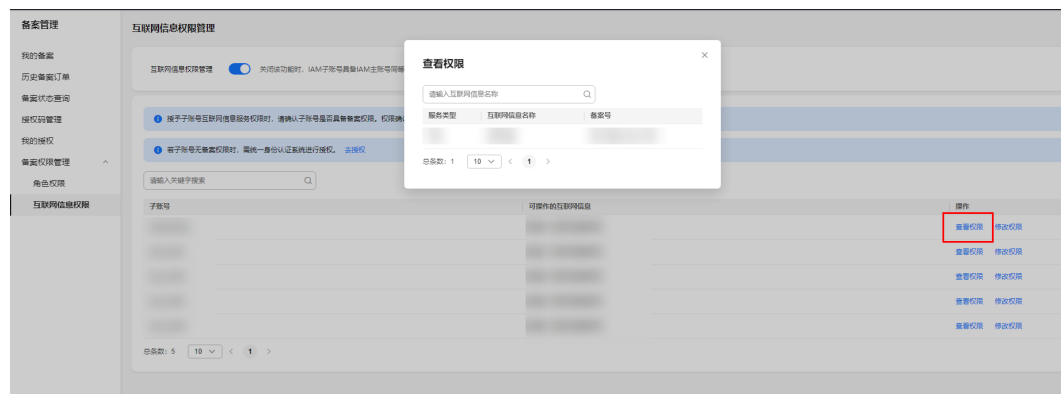 备案管理
我的备案
历史备案订单
备案状态查询
授权码管理
我的授权
备案权限管理
角色权限
互联网信息权限
互联网信息权限管理
互联网信息权限管理 关闭该功能时，IAM子账号具备IAM主账号同等
授予子账号互联网信息服务权限时，请确认子账号是否具备备案权限。权限确认
若子账号无备案权限时，需统一身份认证系统进行授权。 去授权
请输入关键字搜索
子账号 可操作的互联网信息 操作
查看权限 修改权限
查看权限 修改权限
查看权限 修改权限
查看权限 修改权限
查看权限 修改权限
总条数：5 10 < 1 >
查看权限 ×
请输入互联网信息名称
服务类型 互联网信息名称 备案号
总条数：1 10 < 1 >